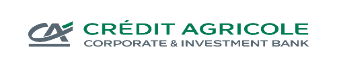 CRÉDIT AGRICOLE
CORPORATE & INVESTMENT BANK